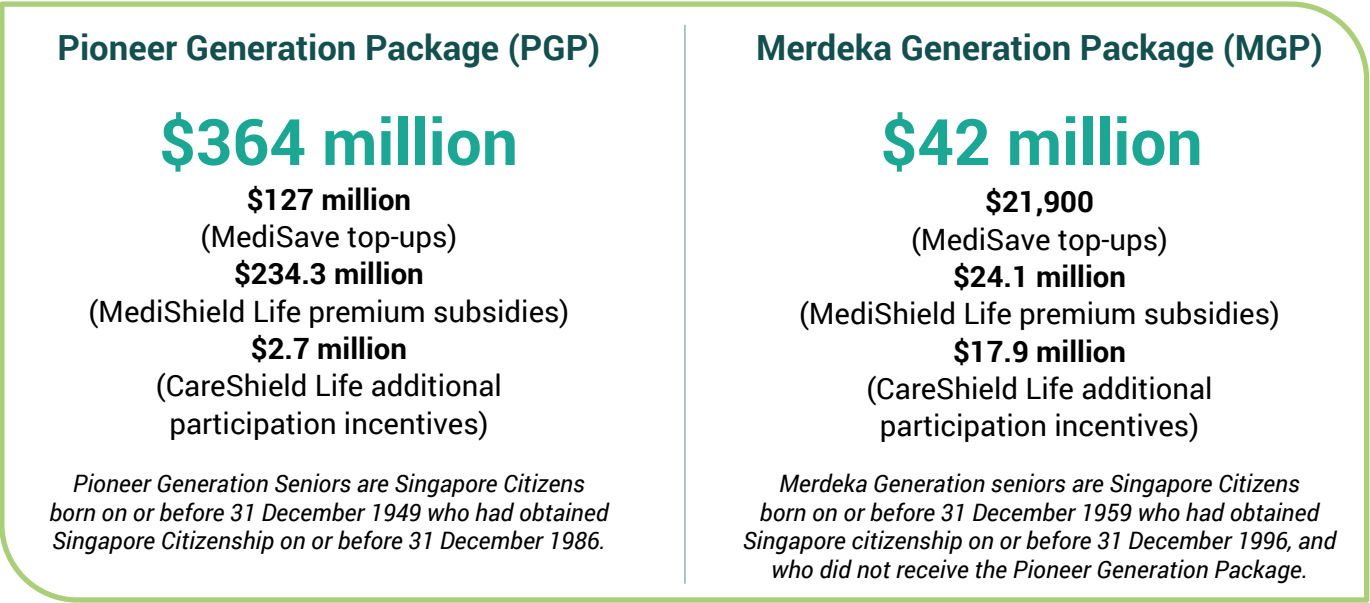 Pioneer Generation Package (PGP)
$364 million
$127 million
(MediSave top-ups)
$234.3 million
(MediShield Life premium subsidies)
$2.7 million
(CareShield Life additional
participation incentives)
Pioneer Generation Seniors are Singapore Citizens
born on or before 31 December 1949 who had obtained
Singapore Citizenship on or before 31 December 1986.
Merdeka Generation Package (MGP)
$42 million
$21,900
(MediSave top-ups)
$24.1 million
(MediShield Life premium subsidies)
$17.9 million
(CareShield Life additional
participation incentives)
Merdeka Generation seniors are Singapore Citizens
born on or before 31 December 1959 who had obtained
Singapore citizenship on or before 31 December 1996, and
who did not receive the Pioneer Generation Package.